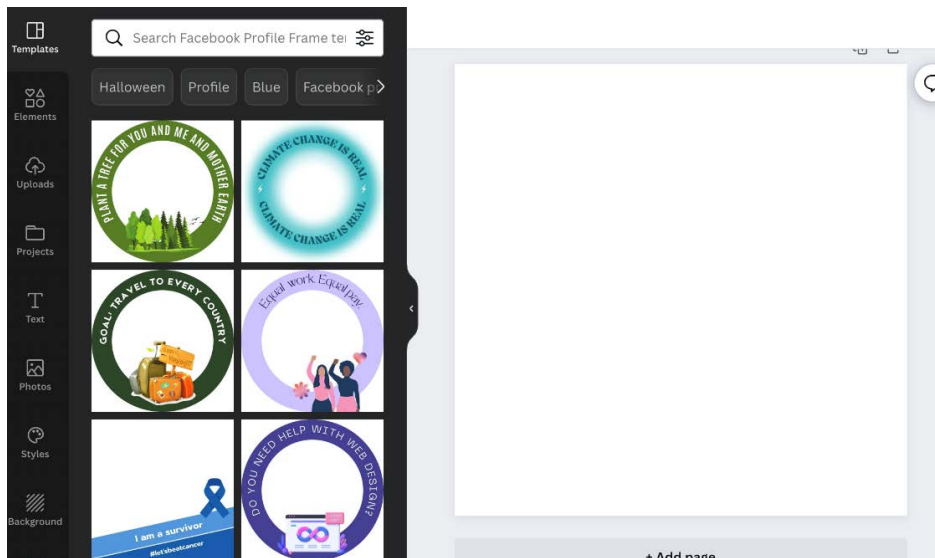 Templates
Elements
Uploads
Projects
Text
Photos
Styles
Background
Search Facebook Profile Frame te
Halloween
Profile
Blue
Facebook p
PLANT A TREE FOR YOU AND ME AND MOTHER EARTH
CLIMATE CHANGE IS REAL
CLIMATE CHANGE IS REAL
GOAL: TRAVEL TO EVERY COUNTRY
Equal work. Equal pay.
I am a survivor
#let'sbeatcancer
DO YOU NEED HELP WITH WEB DESIGN?
+ Add page